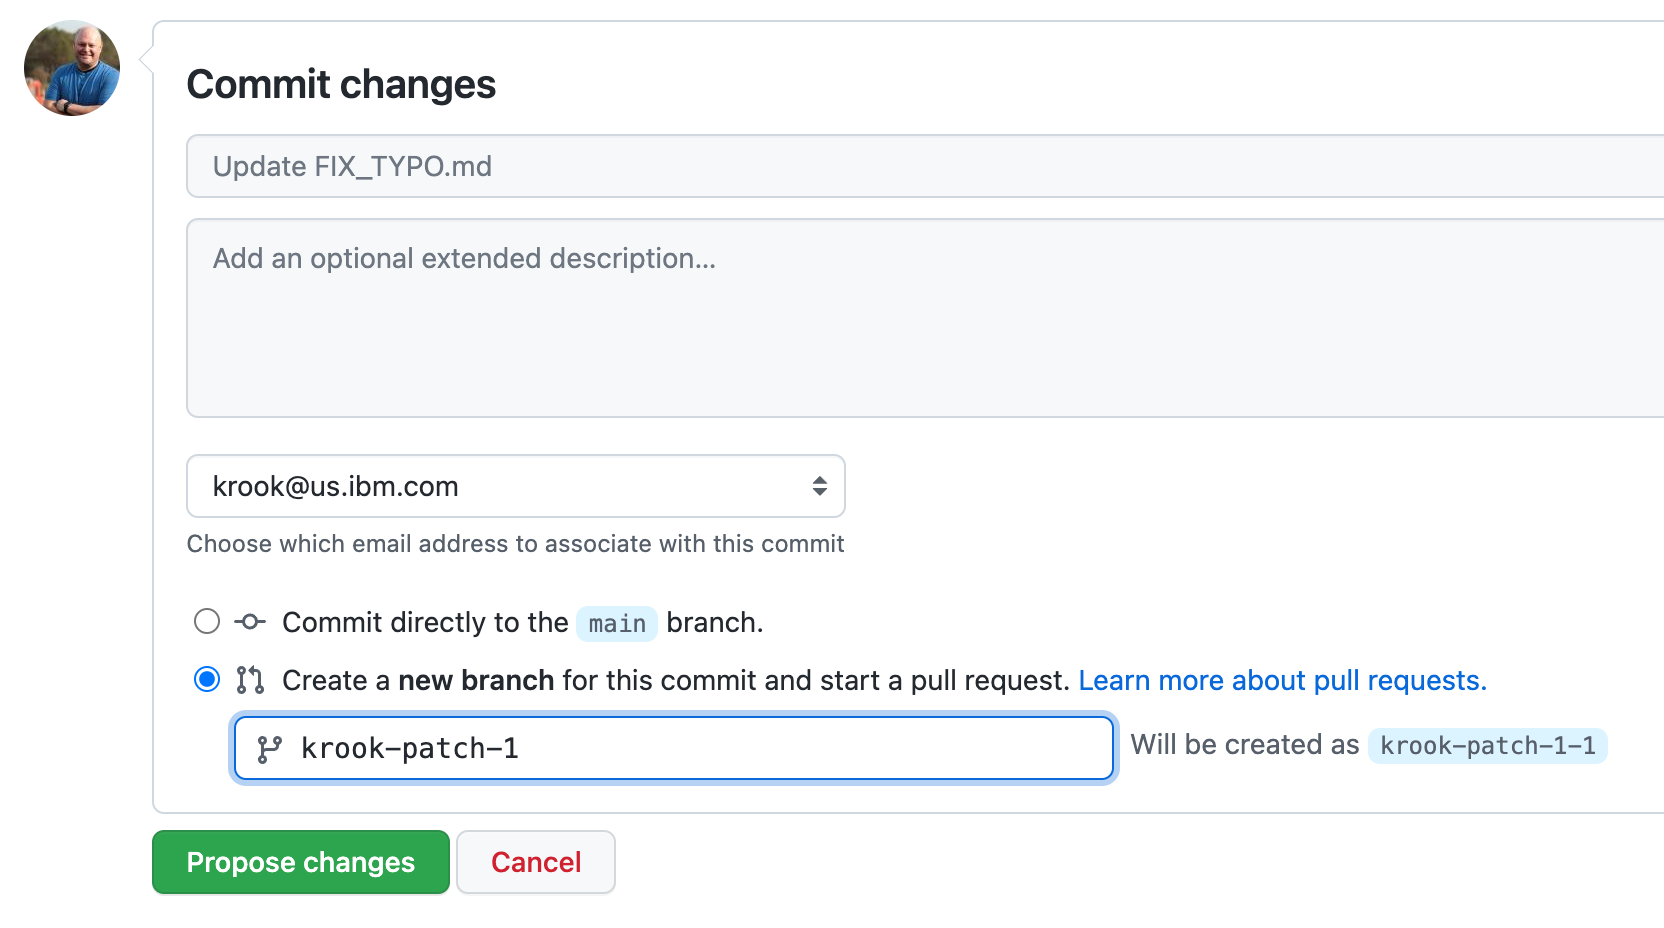 Commit changes
Update FIX_TYPO.md
Add an optional extended description...
krook@us.ibm.com
Choose which email address to associate with this commit
Commit directly to the main branch.
Create a new branch for this commit and start a pull request. Learn more about pull requests.
krook-patch-1 Will be created as krook-patch-1-1
Propose changes Cancel